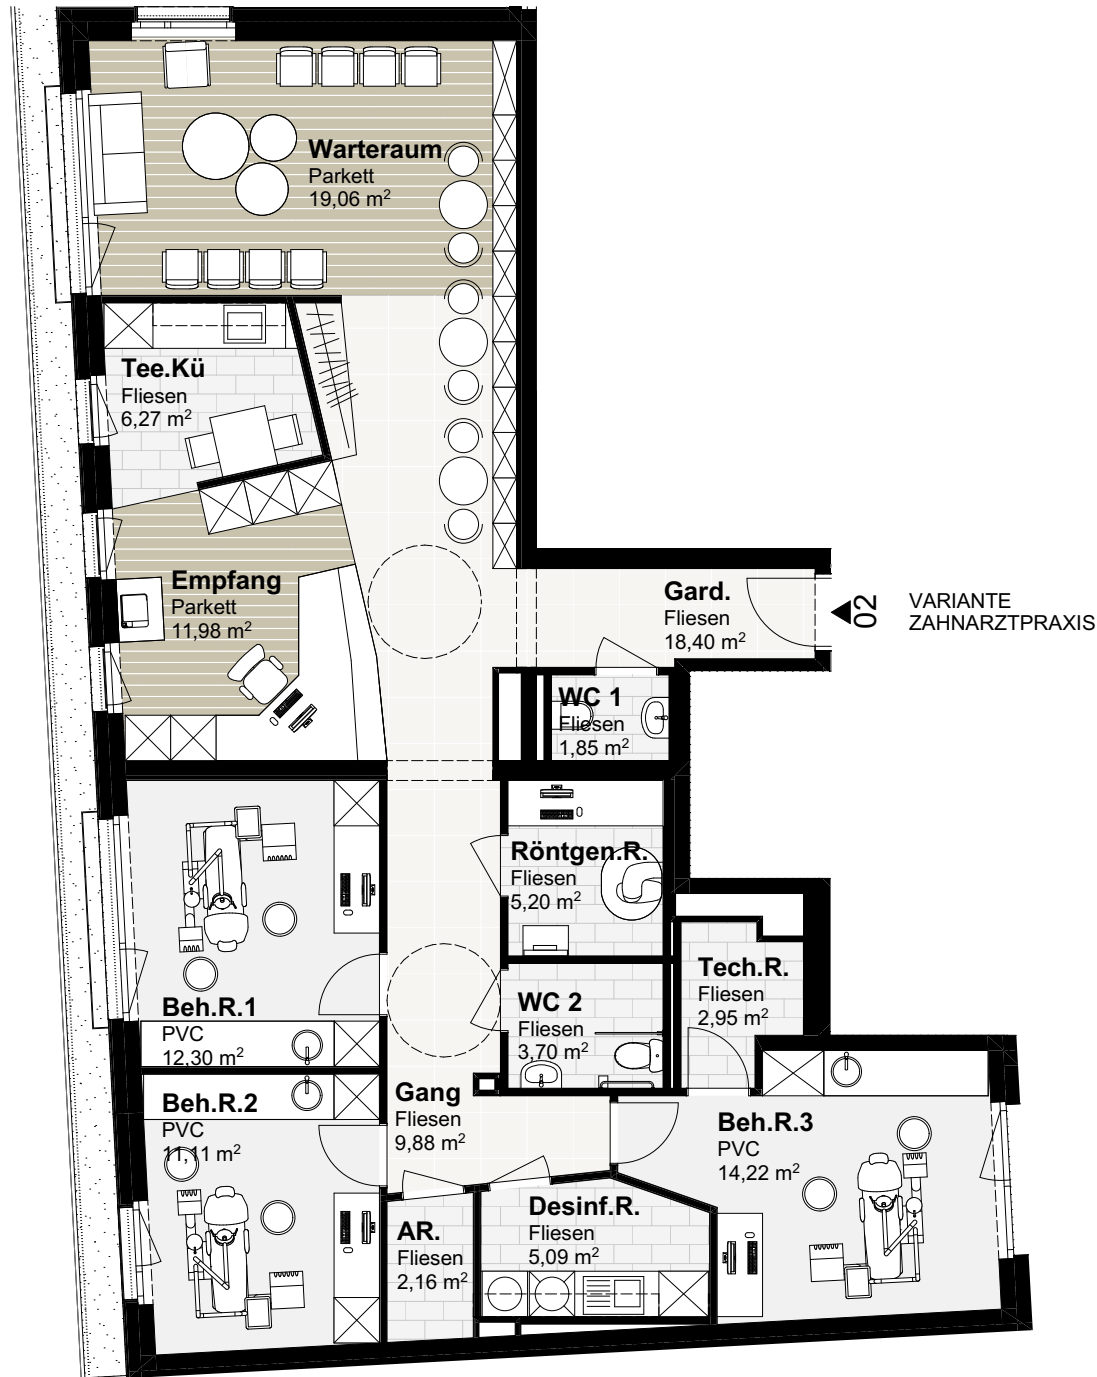 Warteraum
Parkett
19,06 m²
Tee.Kü
Fliesen
6,27 m²
Empfang
Parkett
11,98 m²
Gard.
Fliesen
18,40 m²
02
VARIANTE
ZAHNARZTPRAXIS
WC 1
Fliesen
1,85 m²
Röntgen.R.
Fliesen
5,20 m²
Tech.R.
Fliesen
2,95 m²
Beh.R.1
PVC
12,30 m²
WC 2
Fliesen
3,70 m²
Beh.R.2
PVC
11,11 m²
Gang
Fliesen
9,88 m²
Beh.R.3
PVC
14,22 m²
AR.
Fliesen
2,16 m²
Desinf.R.
Fliesen
5,09 m²